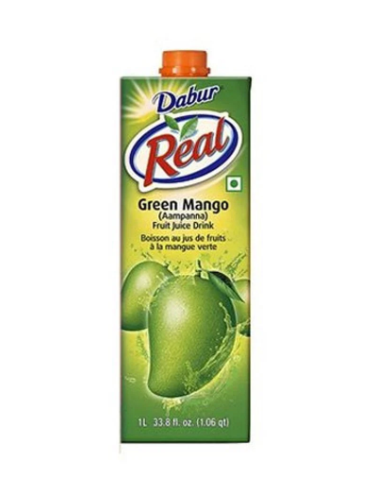 Dabur
Real
Green Mango
(Aampanna)
Fruit Juice Drink
Boisson au jus de fruits
à la mangue verte
1L 33.8 fl. oz. (1.06 qt)